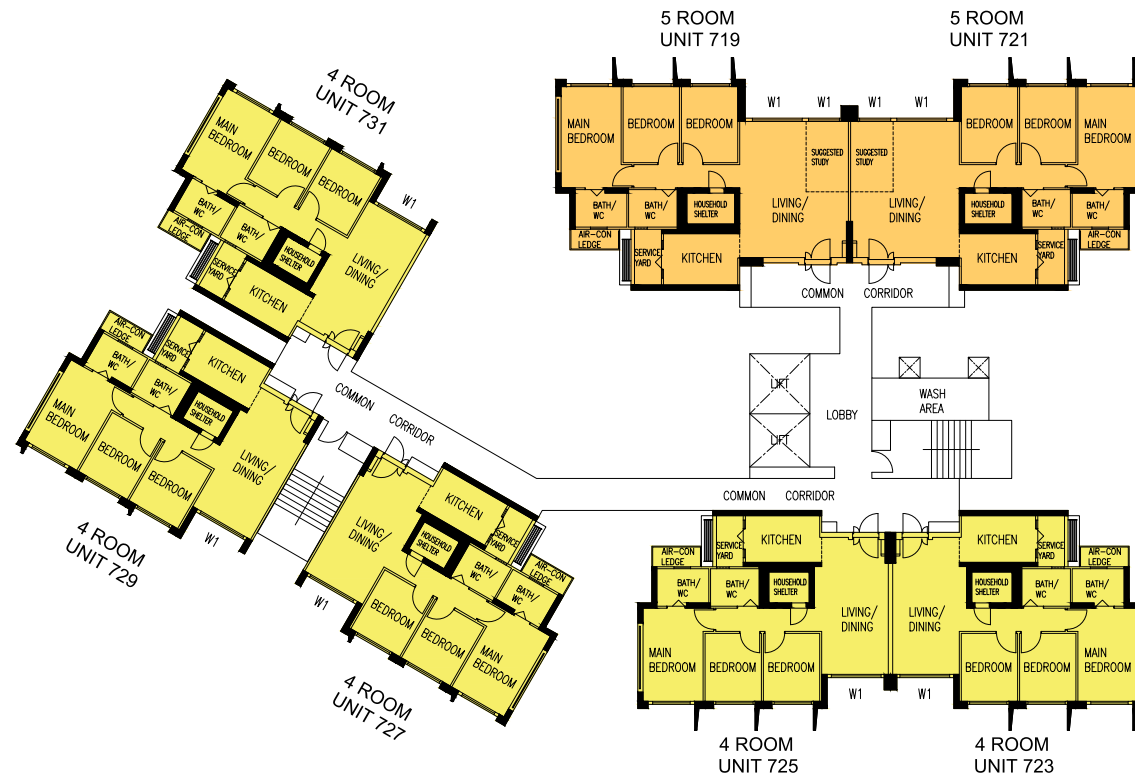 5 ROOM
UNIT 719
5 ROOM
UNIT 721
4 ROOM
UNIT 731
MAIN
BEDROOM
BEDROOM
BEDROOM
W1
BATH/
WC
BATH/
WC
AIR-CON
LEDGE
HOUSEHOLD
SHELTER
SERVICE
YARD
KITCHEN
LIVING/
DINING
MAIN
BEDROOM
BEDROOM
BEDROOM
W1
W1
SUGGESTED
STUDY
BATH/
WC
BATH/
WC
HOUSEHOLD
SHELTER
LIVING/
DINING
AIR-CON
LEDGE
SERVICE
YARD
KITCHEN
W1
W1
BEDROOM
BEDROOM
MAIN
BEDROOM
SUGGESTED
STUDY
LIVING/
DINING
HOUSEHOLD
SHELTER
BATH/
WC
BATH/
WC
KITCHEN
SERVICE
YARD
AIR-CON
LEDGE
COMMON CORRIDOR
LIFT
LIFT
LOBBY
WASH
AREA
COMMON CORRIDOR
COMMON
CORRIDOR
AIR-CON
LEDGE
SERVICE
YARD
KITCHEN
BATH/
WC
BATH/
WC
HOUSEHOLD
SHELTER
MAIN
BEDROOM
BEDROOM
BEDROOM
LIVING/
DINING
W1
4 ROOM
UNIT 729
KITCHEN
LIVING/
DINING
HOUSEHOLD
SHELTER
SERVICE
YARD
AIR-CON
LEDGE
BATH/
WC
BATH/
WC
W1
BEDROOM
BEDROOM
MAIN
BEDROOM
4 ROOM
UNIT 727
AIR-CON
LEDGE
SERVICE
YARD
KITCHEN
BATH/
WC
BATH/
WC
HOUSEHOLD
SHELTER
LIVING/
DINING
MAIN
BEDROOM
BEDROOM
BEDROOM
W1
4 ROOM
UNIT 725
KITCHEN
SERVICE
YARD
AIR-CON
LEDGE
LIVING/
DINING
HOUSEHOLD
SHELTER
BATH/
WC
BATH/
WC
BEDROOM
BEDROOM
MAIN
BEDROOM
W1
4 ROOM
UNIT 723